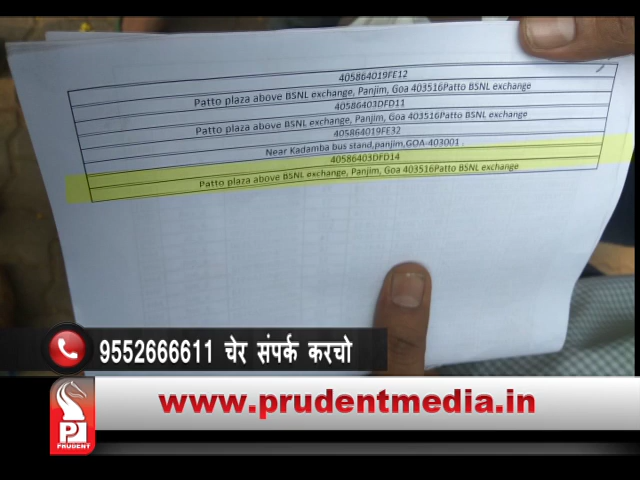 405864019FE12
Patto plaza above BSNL exchange, Panjim, Goa 403516Patto BSNL exchange
40586403DFD11
Patto plaza above BSNL exchange, Panjim, Goa 403516Patto BSNL exchange
405864019FE32
Near Kadamba bus stand,panjim,GOA-403001 .
40586403DFD14
Patto plaza above BSNL exchange, Panjim, Goa 403516Patto BSNL exchange
9552666611 चेर संपर्क करचो
www.prudentmedia.in
PRUDENT